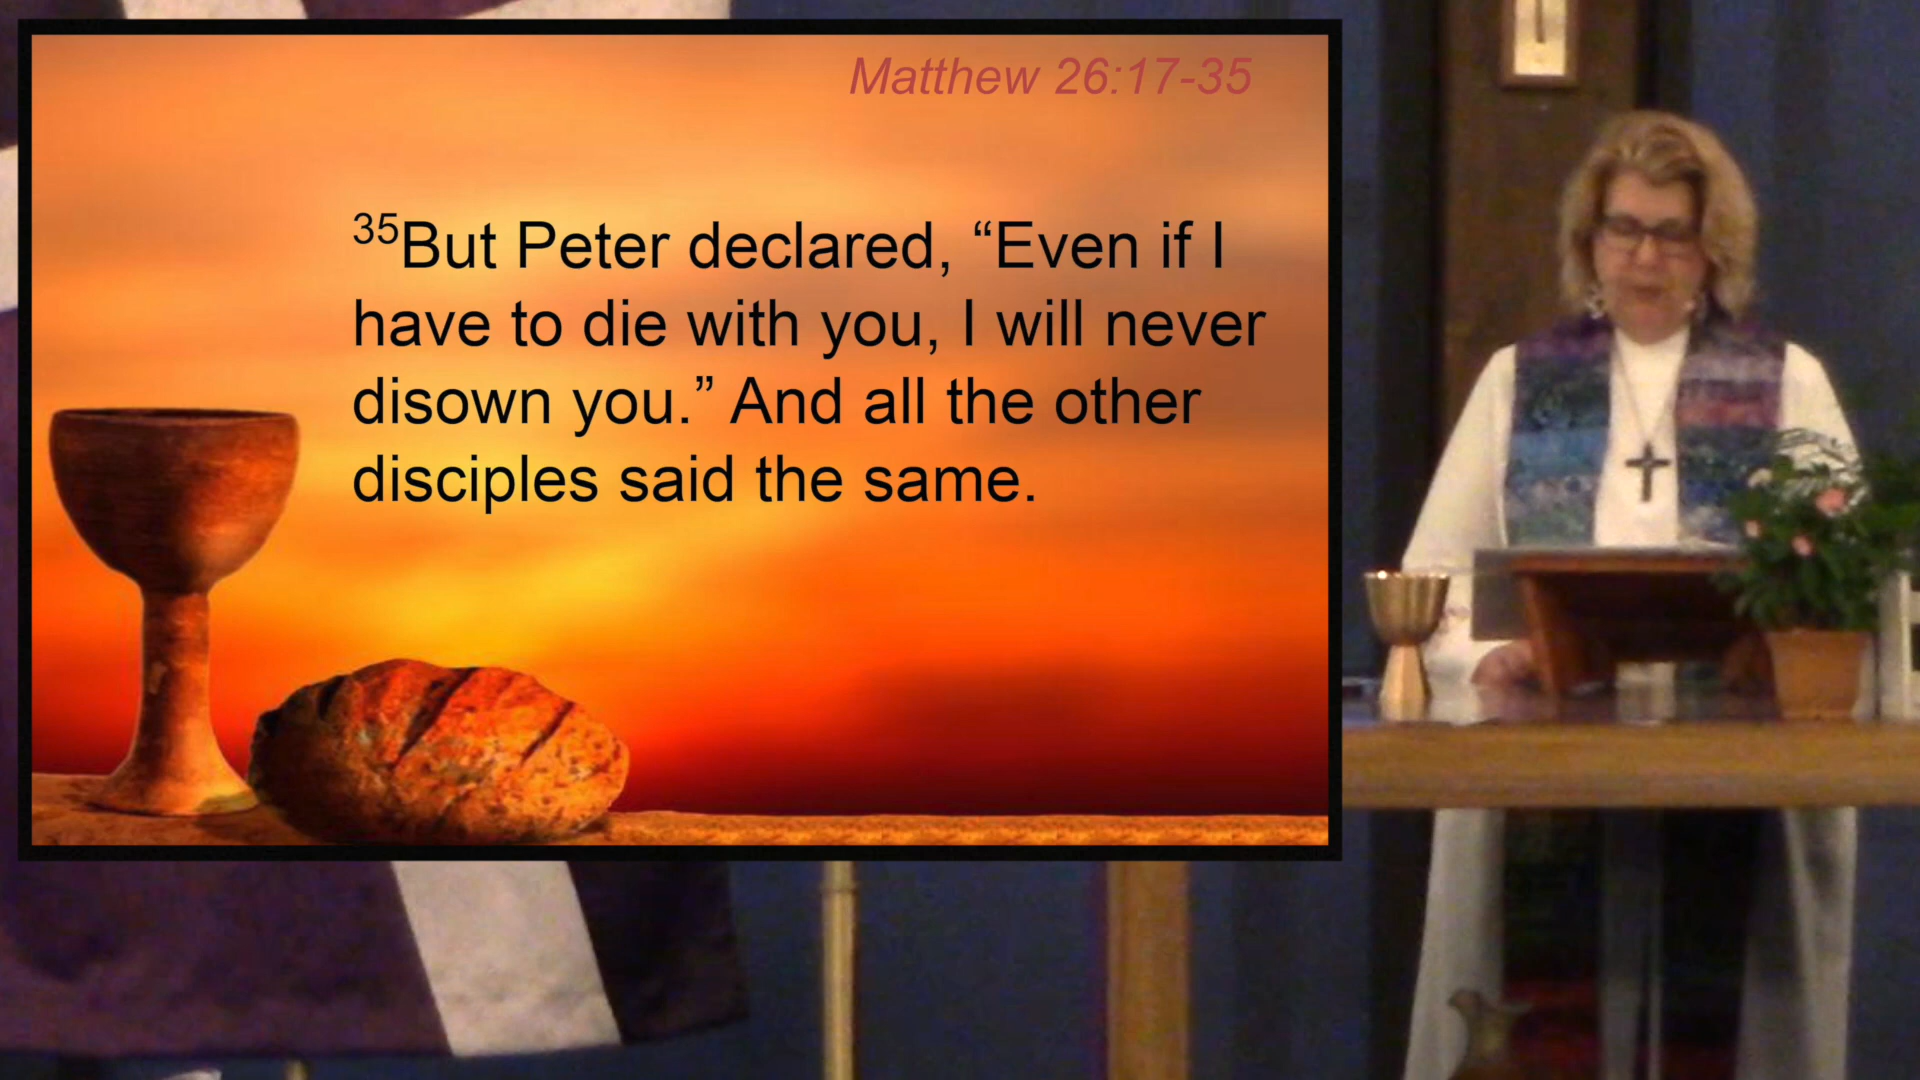 Matthew 26:17-35
35But Peter declared, “Even if I
have to die with you, I will never
disown you.” And all the other
disciples said the same.